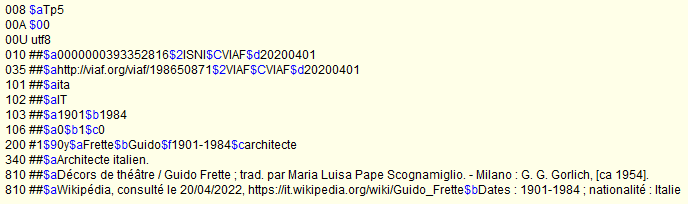 008 $aTp5
00A $00
00U utf8
010 ##$a0000000393352816$2ISNI$CVIAF$d20200401
035 ##$ahttp://viaf.org/viaf/198650871$2VIAF$CVIAF$d20200401
101 ##$aita
102 ##$aIT
103 ##$a1901$b1984
106 ##$a0$b1$c0
200 #1$90y$aFrette$bGuido$f1901-1984$carchitecte
340 ##$aArchitecte italien.
810 ##$aDécors de théâtre / Guido Frette ; trad. par Maria Luisa Pape Scognamiglio. - Milano : G. G. Gorlich, [ca 1954].
810 ##$aWikipédia, consulté le 20/04/2022, https://it.wikipedia.org/wiki/Guido_Frette$bDates : 1901-1984 ; nationalité : Italie